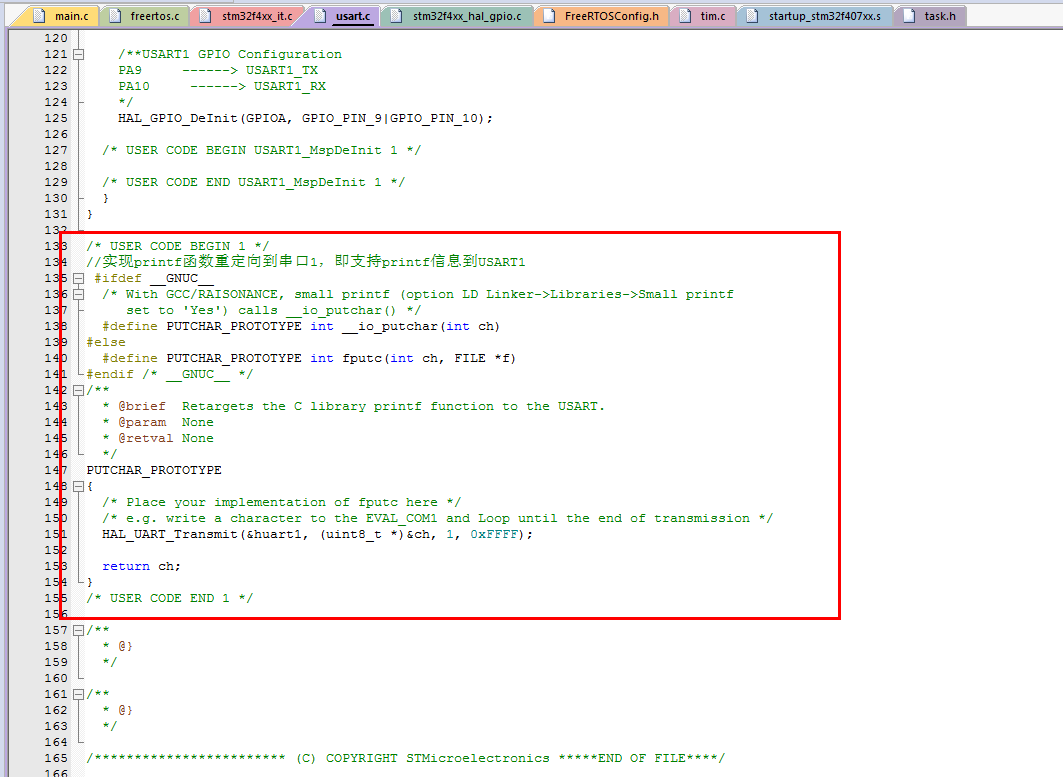 main.c freertos.c stm32f4xx_it.c usart.c stm32f4xx_hal_gpio.c FreeRTOSConfig.h tim.c startup_stm32f407xx.s task.h
120
121 /**USART1 GPIO Configuration
122 PA9 ------> USART1_TX
123 PA10 ------> USART1_RX
124 */
125 HAL_GPIO_DeInit(GPIOA, GPIO_PIN_9|GPIO_PIN_10);
126
127 /* USER CODE BEGIN USART1_MspDeInit 1 */
128
129 /* USER CODE END USART1_MspDeInit 1 */
130 }
131 }
132
133 /* USER CODE BEGIN 1 */
134 //实现printf函数重定向到串口1，即支持printf信息到USART1
135 #ifdef __GNUC__
136 /* With GCC/RAISONANCE, small printf (option LD Linker->Libraries->Small printf
137 set to 'Yes') calls __io_putchar() */
138 #define PUTCHAR_PROTOTYPE int __io_putchar(int ch)
139 #else
140 #define PUTCHAR_PROTOTYPE int fputc(int ch, FILE *f)
141 #endif /* __GNUC__ */
142 /**
143 * @brief Retargets the C library printf function to the USART.
144 * @param None
145 * @retval None
146 */
147 PUTCHAR_PROTOTYPE
148 {
149 /* Place your implementation of fputc here */
150 /* e.g. write a character to the EVAL_COM1 and Loop until the end of transmission */
151 HAL_UART_Transmit(&huart1, (uint8_t *)&ch, 1, 0xFFFF);
152
153 return ch;
154 }
155 /* USER CODE END 1 */
156
157 /**
158 * @}
159 */
160
161 /**
162 * @}
163 */
164
165 /************************ (C) COPYRIGHT STMicroelectronics *****END OF FILE****/
166